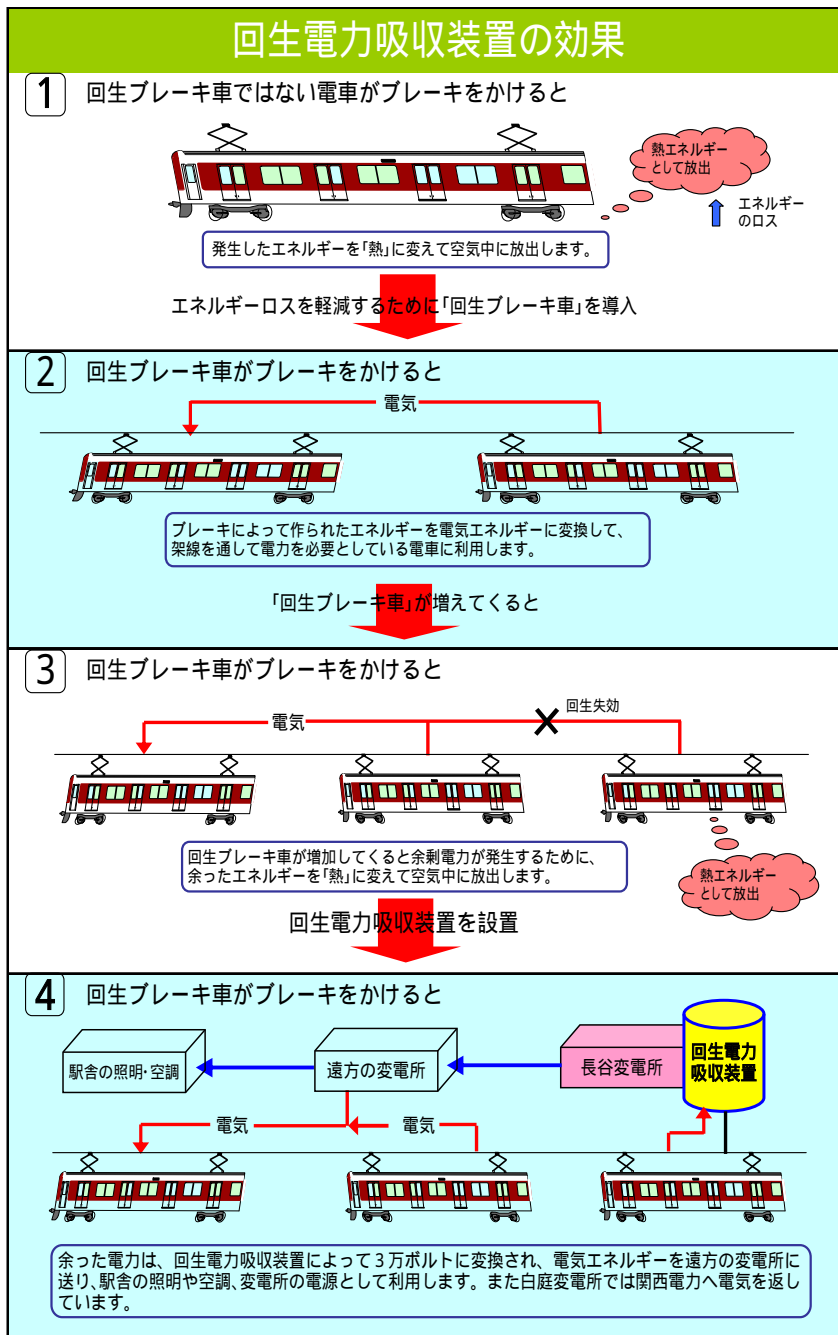 回生電力吸収装置の効果
1 回生ブレーキ車ではない電車がブレーキをかけると
熱エネルギー
として放出
エネルギー
のロス
発生したエネルギーを｢熱｣に変えて空気中に放出します。
エネルギーロスを軽減するために｢回生ブレーキ車｣を導入
2 回生ブレーキ車がブレーキをかけると
電気
ブレーキによって作られたエネルギーを電気エネルギーに変換して、
架線を通して電力を必要としている電車に利用します。
｢回生ブレーキ車｣が増えてくると
3 回生ブレーキ車がブレーキをかけると
回生失効
電気
回生ブレーキ車が増加してくると余剰電力が発生するために、
余ったエネルギーを｢熱｣に変えて空気中に放出します。
熱エネルギー
として放出
回生電力吸収装置を設置
4 回生ブレーキ車がブレーキをかけると
駅舎の照明･空調
遠方の変電所
長谷変電所
回生電力
吸収装置
電気
電気
余った電力は、回生電力吸収装置によって３万ボルトに変換され、電気エネルギーを遠方の変電所に
送り､駅舎の照明や空調､変電所の電源として利用します。また白庭変電所では関西電力へ電気を返し
ています。